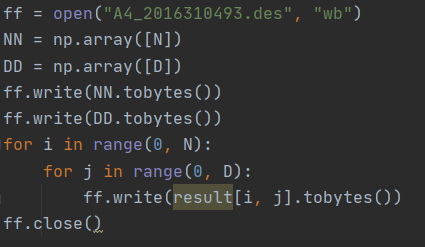 ff = open("A4_2016310493.des", "wb")
NN = np.array([N])
DD = np.array([D])
ff.write(NN.tobytes())
ff.write(DD.tobytes())
for i in range(0, N):
    for j in range(0, D):
        ff.write(result[i, j].tobytes())
ff.close()